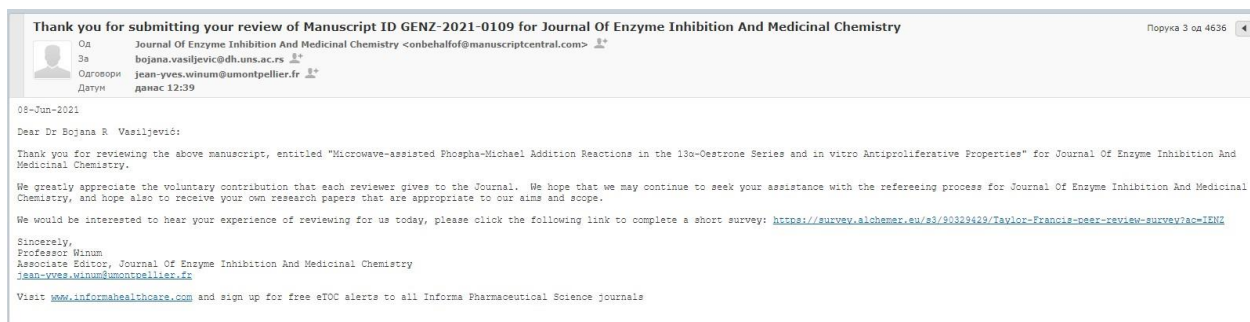 Thank you for submitting your review of Manuscript ID GENZ-2021-0109 for Journal Of Enzyme Inhibition And Medicinal Chemistry
Порука 3 од 4636
Од Journal Of Enzyme Inhibition And Medicinal Chemistry <onbehalfof@manuscriptcentral.com>
За bojana.vasiljevic@dh.uns.ac.rs
Одговори jean-yves.winum@umontpellier.fr
Датум данас 12:39
08-Jun-2021
Dear Dr Bojana R Vasiljević:
Thank you for reviewing the above manuscript, entitled "Microwave-assisted Phospha-Michael Addition Reactions in the 13α-Oestrone Series and in vitro Antiproliferative Properties" for Journal Of Enzyme Inhibition And
Medicinal Chemistry.
We greatly appreciate the voluntary contribution that each reviewer gives to the Journal. We hope that we may continue to seek your assistance with the refereeing process for Journal Of Enzyme Inhibition And Medicinal
Chemistry, and hope also to receive your own research papers that are appropriate to our aims and scope.
We would be interested to hear your experience of reviewing for us today, please click the following link to complete a short survey: https://survey.alchemer.eu/s3/90329429/Taylor-Francis-peer-review-survey?ac=IENZ
Sincerely,
Professor Winum
Associate Editor, Journal Of Enzyme Inhibition And Medicinal Chemistry
jean-yves.winum@umontpellier.fr
Visit www.informahealthcare.com and sign up for free eTOC alerts to all Informa Pharmaceutical Science journals